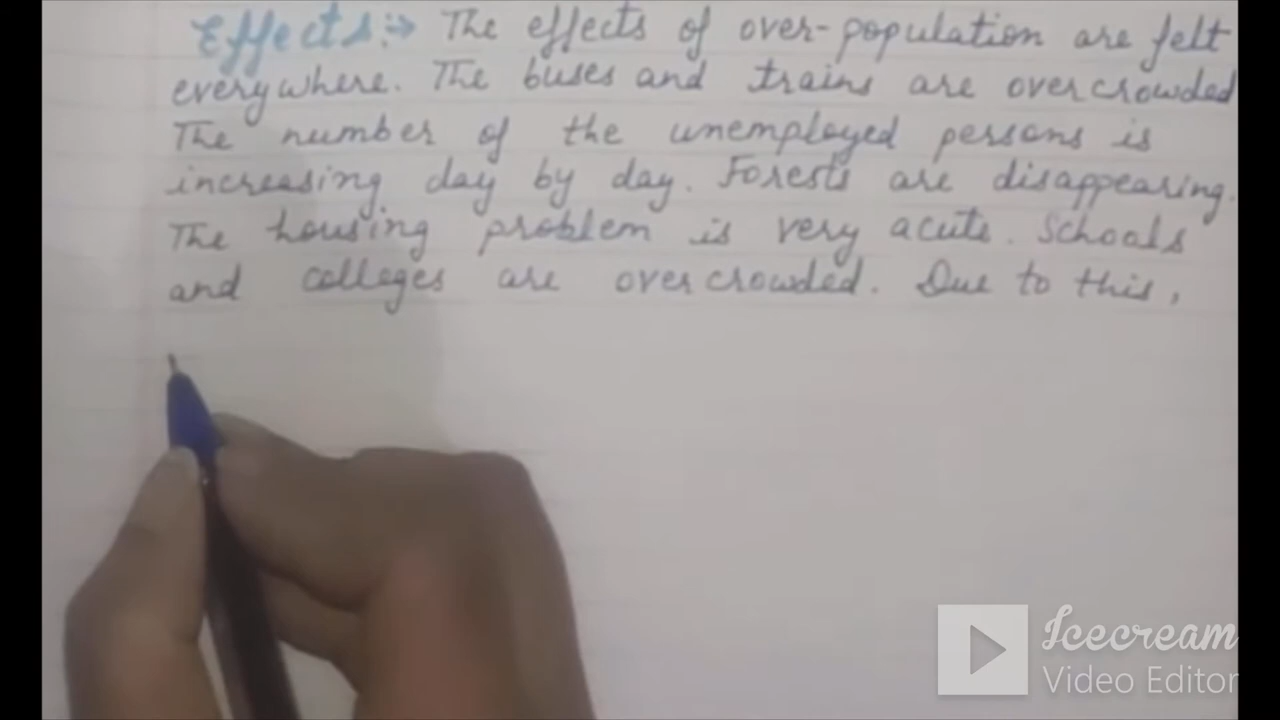 Effects:→ The effects of over-population are felt
everywhere. The buses and trains are overcrowded
The number of the unemployed persons is
increasing day by day. Forests are disappearing.
The housing problem is very acute. Schools
and colleges are overcrowded. Due to this,
Icecream
Video Editor